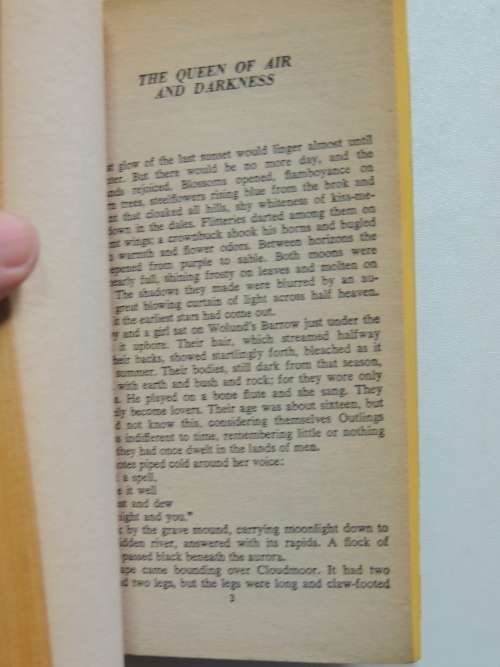 THE QUEEN OF AIR
AND DARKNESS
glow of the last sunset would linger almost until
But there would be no more day, and the
rejoiced. Blossoms opened, flamboyance on
trees, steelflowers rising blue from the brok and
that cloaked all hills, shy whiteness of kiss-me-
down in the dales. Flitteries darted among them on
wings; a crownbuck shook his horns and bugled
warmth and flower odors. Between horizons the
deepened from purple to sable. Both moons were
nearly full, shining frosty on leaves and molten on
The shadows they made were blurred by an au-
great blowing curtain of light across half heaven.
it the earliest stars had come out.
y and a girl sat on Wolund's Barrow just under the
it upbore. Their hair, which streamed halfway
their backs, showed startlingly forth, bleached as it
summer. Their bodies, still dark from that season,
with earth and bush and rock; for they wore only
s. He played on a bone flute and she sang. They
ly become lovers. Their age was about sixteen, but
d not know this, considering themselves Outlings
indifferent to time, remembering little or nothing
they had once dwelt in the lands of men.
notes piped cold around her voice:
a spell,
e it well
st and dew
night and you."
by the grave mound, carrying moonlight down to
hidden river, answered with its rapids. A flock of
passed black beneath the aurora.
ape came bounding over Cloudmoor. It had two
d two legs, but the legs were long and claw-footed
3